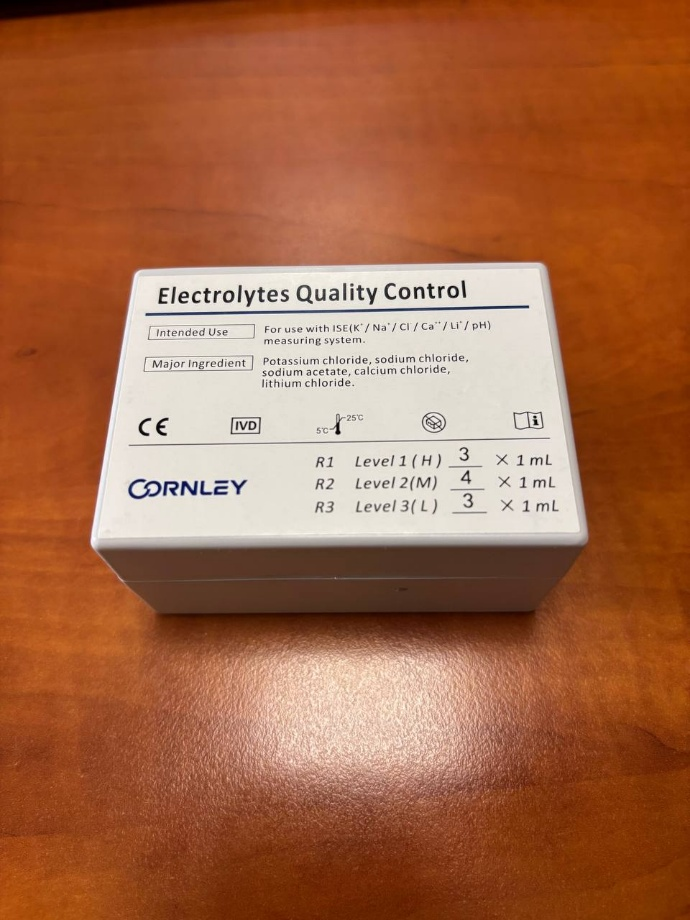 Electrolytes Quality Control
Intended Use
For use with ISE(K⁺/ Na⁺/ Cl⁻/ Ca⁺⁺/ Li⁺/ pH)
measuring system.
Major Ingredient
Potassium chloride, sodium chloride,
sodium acetate, calcium chloride,
lithium chloride.
CE
IVD
5℃
25℃
i
CORNLEY
R1 Level 1 ( H ) 3 × 1 mL
R2 Level 2(M) 4 × 1 mL
R3 Level 3( L ) 3 × 1 mL